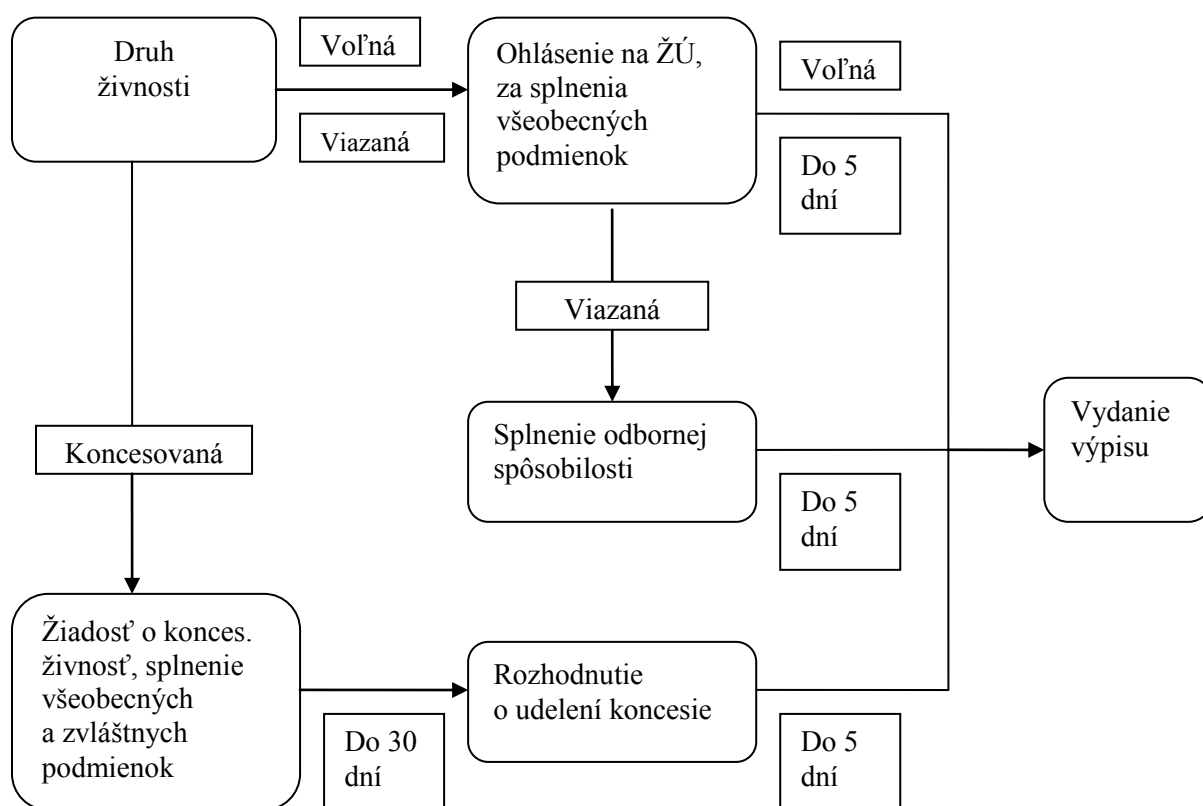 Druh
živnosti
Voľná
Viazaná
Ohlásenie na ŽÚ,
za splnenia
všeobecných
podmienok
Voľná
Do 5
dní
Viazaná
Koncesovaná
Splnenie odbornej
spôsobilosti
Do 5
dní
Vydanie
výpisu
Žiadosť o konces.
živnosť, splnenie
všeobecných
a zvláštnych
podmienok
Do 30
dní
Rozhodnutie
o udelení koncesie
Do 5
dní